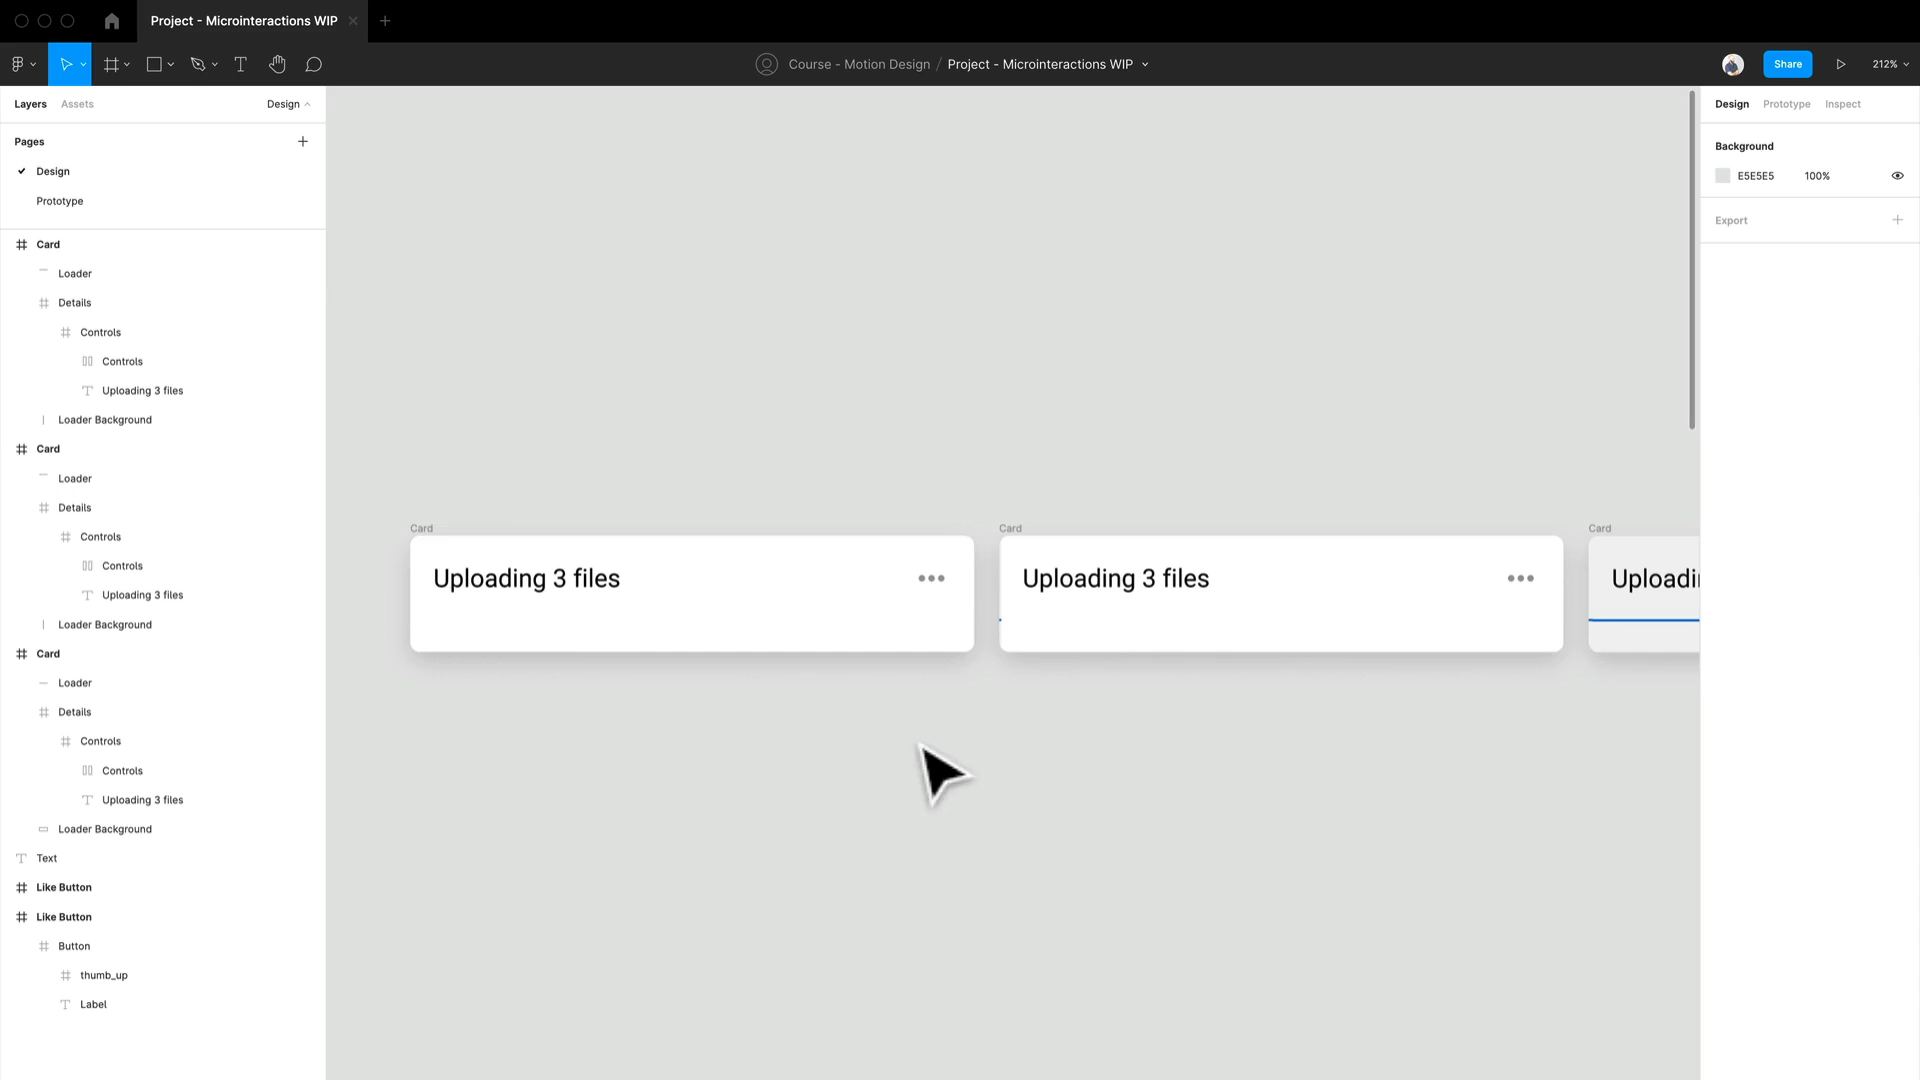 Project - Microinteractions WIP
Course - Motion Design / Project - Microinteractions WIP
Share
212%
Layers Assets Design
Pages
Design
Prototype
Card
Loader
Details
Controls
Controls
Uploading 3 files
Loader Background
Card
Loader
Details
Controls
Controls
Uploading 3 files
Loader Background
Card
Loader
Details
Controls
Controls
Uploading 3 files
Loader Background
Text
Like Button
Like Button
Button
thumb_up
Label
Card
Uploading 3 files
Card
Uploading 3 files
Card
Uploadi
Design Prototype Inspect
Background
E5E5E5 100%
Export